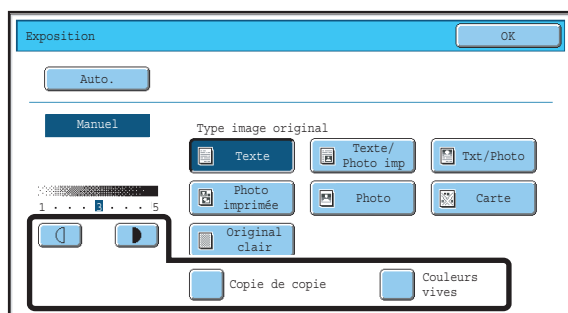 Exposition
OK
Auto.
Manuel
Type image original
Texte
Texte/
Photo imp
Txt/Photo
Photo
imprimée
Photo
Carte
1 . . . 3 . . . 5
Original
clair
Copie de copie
Couleurs
vives